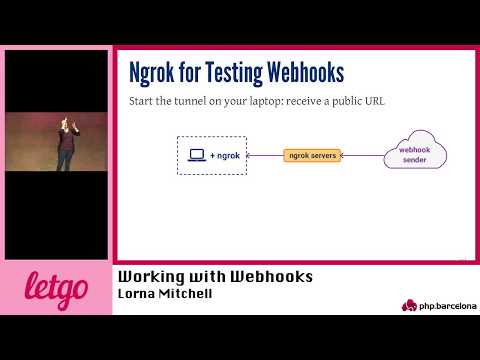 Ngrok for Testing Webhooks
Start the tunnel on your laptop: receive a public URL
+ ngrok
ngrok servers
webhook
sender
letgo
Working with Webhooks
Lorna Mitchell
php.barcelona